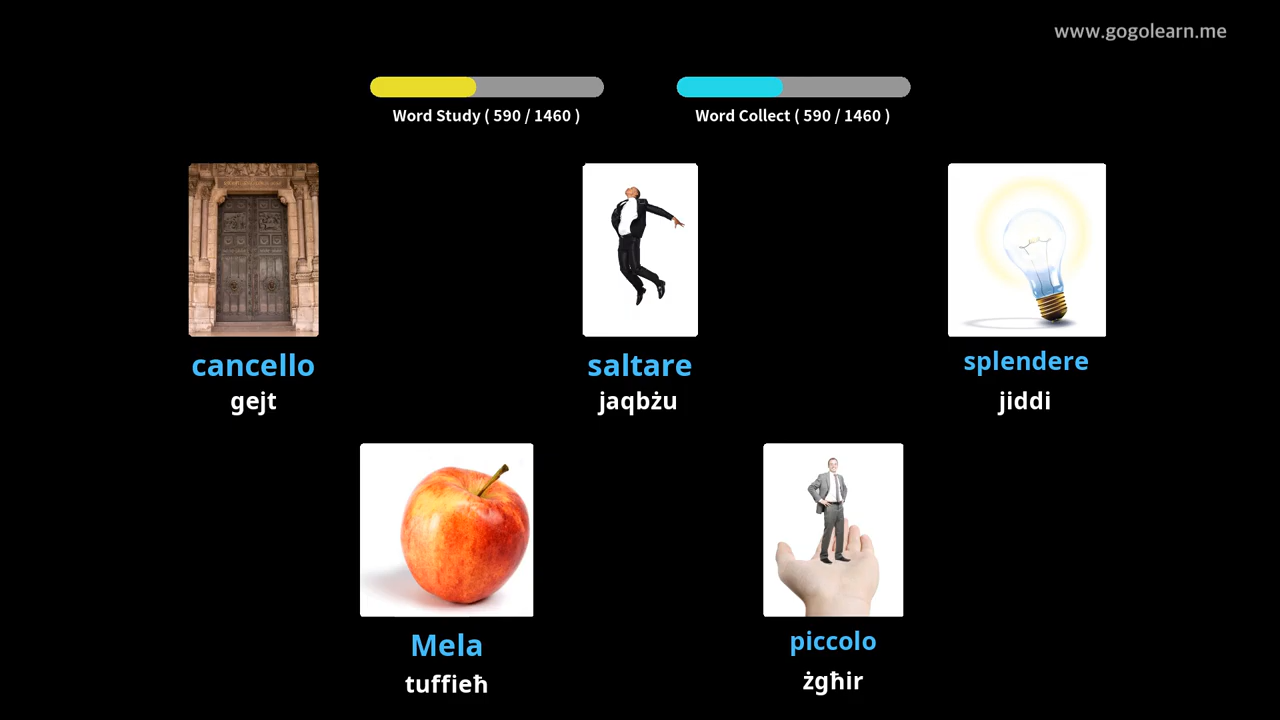 www.gogolearn.me
Word Study ( 590 / 1460 )
Word Collect ( 590 / 1460 )
cancello
gejt
saltare
jaqbżu
splendere
jiddi
Mela
tuffieħ
piccolo
żgħir